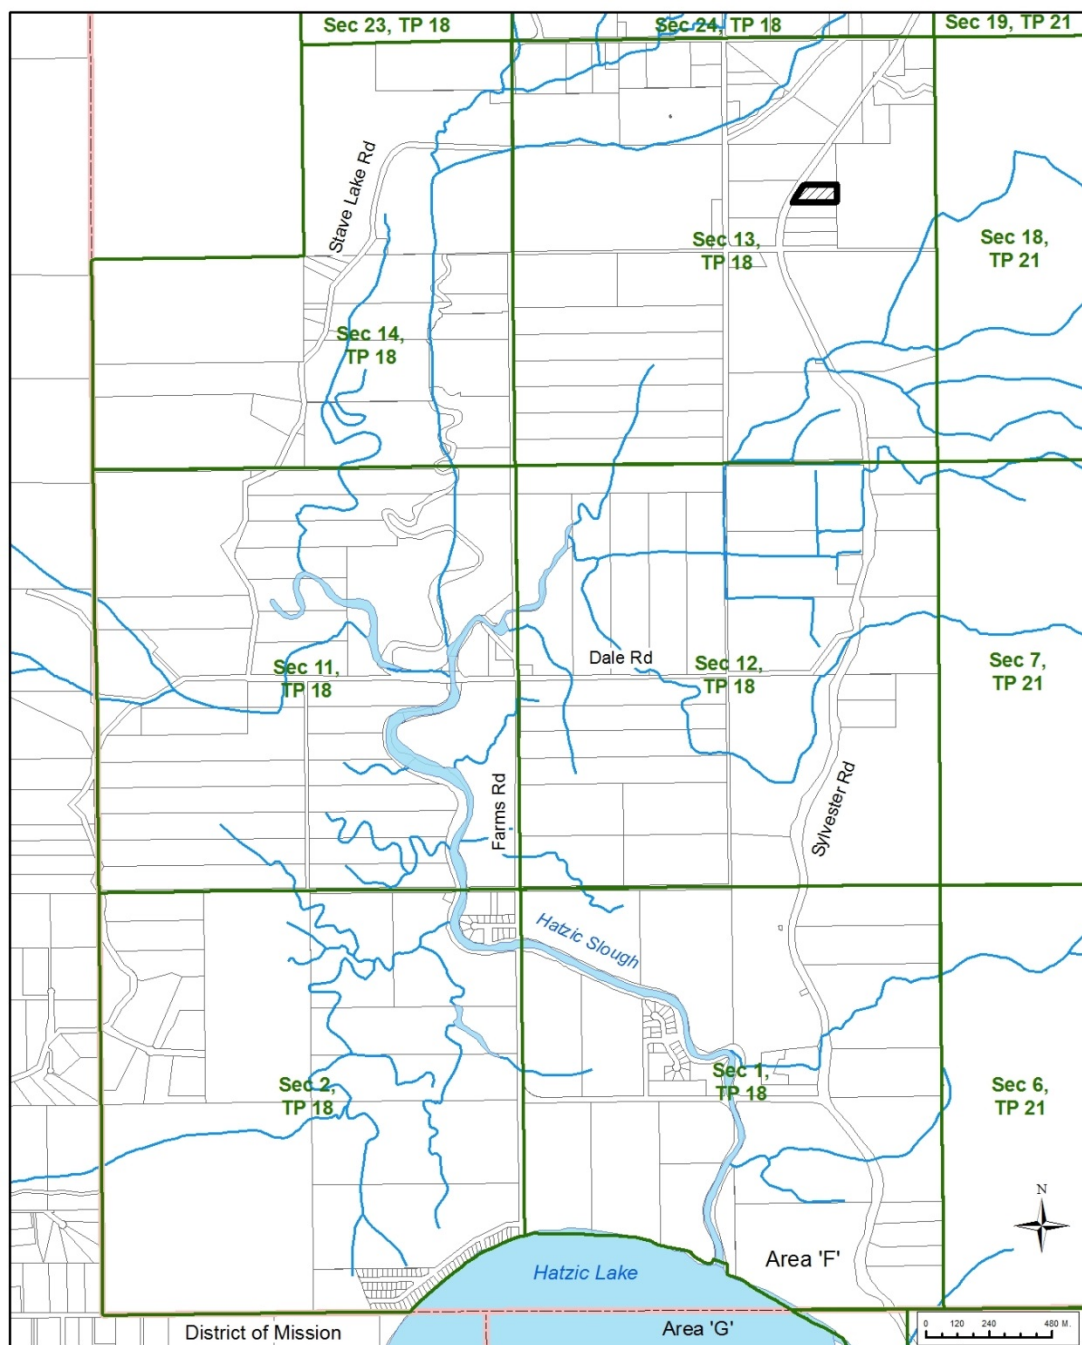 Sec 23, TP 18
Sec 24, TP 18
Sec 19, TP 21
Stave Lake Rd
Sec 13,
TP 18
Sec 18,
TP 21
Sec 14,
TP 18
Dale Rd
Sec 11,
TP 18
Sec 12,
TP 18
Sec 7,
TP 21
Farms Rd
Sylvester Rd
Hatzic Slough
Sec 2,
TP 18
Sec 1,
TP 18
Sec 6,
TP 21
N
Area 'F'
Hatzic Lake
District of Mission
Area 'G'
0 120 240 480 M.